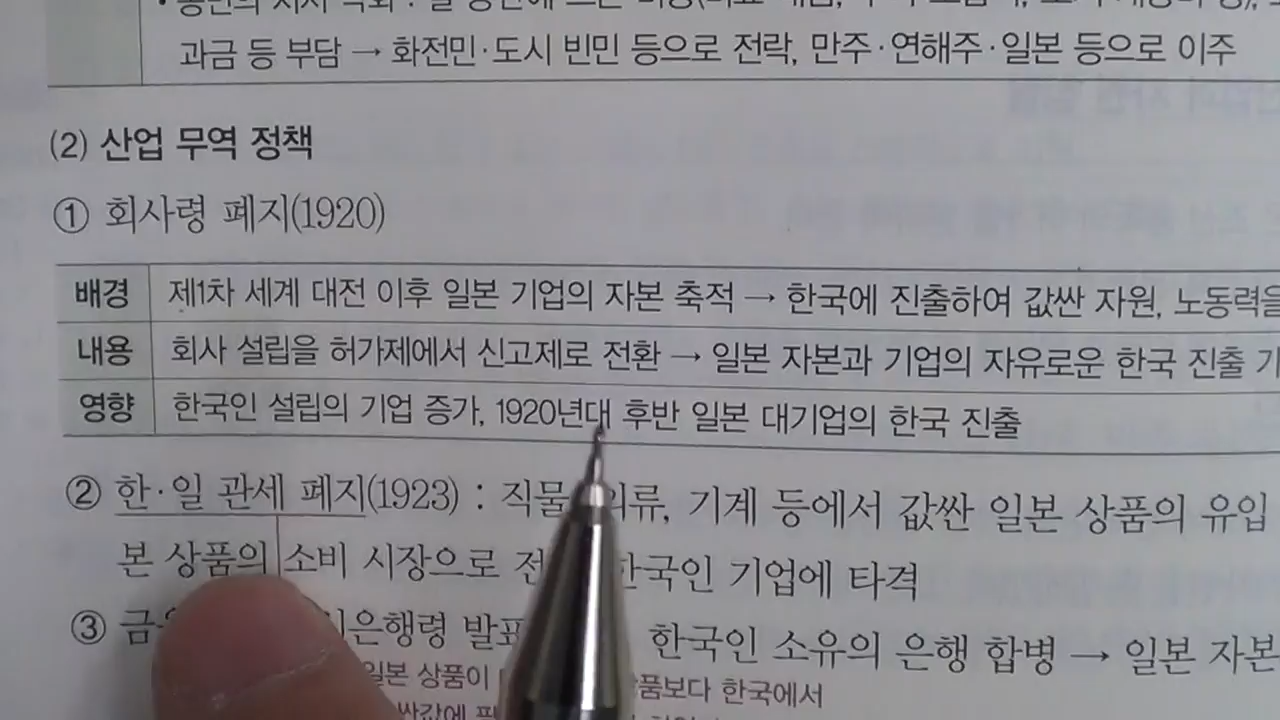 과금 등 부담 → 화전민·도시 빈민 등으로 전락, 만주·연해주·일본 등으로 이주
(2) 산업 무역 정책
① 회사령 폐지(1920)
배경 제1차 세계 대전 이후 일본 기업의 자본 축적 → 한국에 진출하여 값싼 자원, 노동력을
내용 회사 설립을 허가제에서 신고제로 전환 → 일본 자본과 기업의 자유로운 한국 진출
영향 한국인 설립의 기업 증가, 1920년대 후반 일본 대기업의 한국 진출
② 한·일 관세 폐지(1923) : 직물 의류, 기계 등에서 값싼 일본 상품의 유입
본 상품의 소비 시장으로 한국인 기업에 타격
③ 한국인 소유의 은행 합병 → 일본 자본
일본 상품이 한국에서